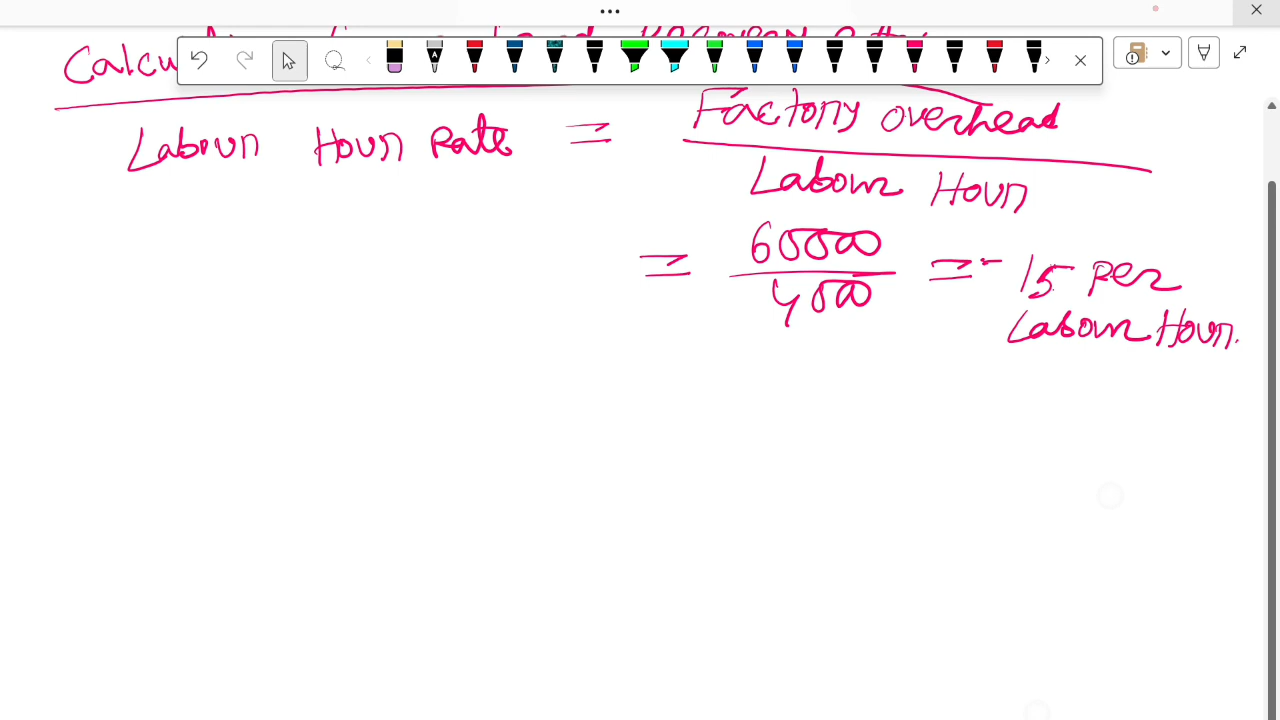 Calcu
Labour Hour Rate = Factory overhead
Labour Hour
= 60000 / 4000 = 15 Per
Labour Hour.